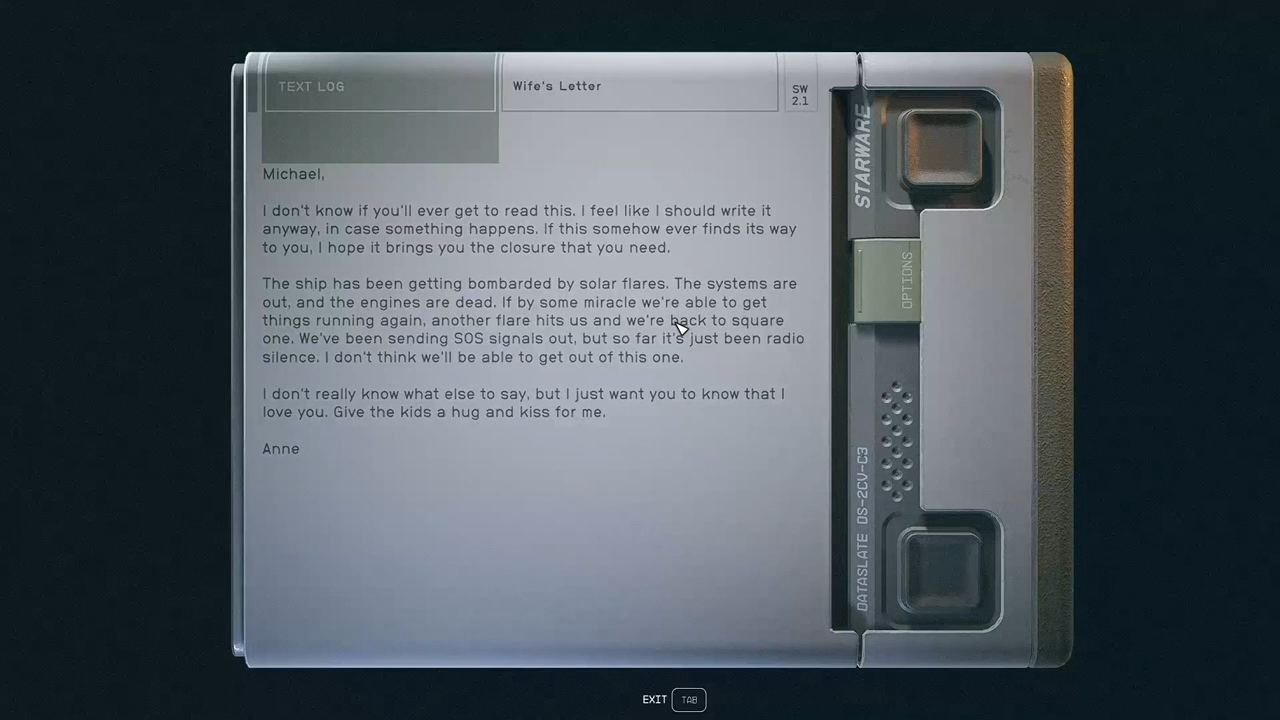 TEXT LOG
Wife's Letter
SW
2.1
Michael,
I don't know if you'll ever get to read this. I feel like I should write it
anyway, in case something happens. If this somehow ever finds its way
to you, I hope it brings you the closure that you need.
The ship has been getting bombarded by solar flares. The systems are
out, and the engines are dead. If by some miracle we're able to get
things running again, another flare hits us and we're back to square
one. We've been sending SOS signals out, but so far it's just been radio
silence. I don't think we'll be able to get out of this one.
I don't really know what else to say, but I just want you to know that I
love you. Give the kids a hug and kiss for me.
Anne
STARWARE
OPTIONS
DATASLATE DS-2CV-C3
EXIT TAB